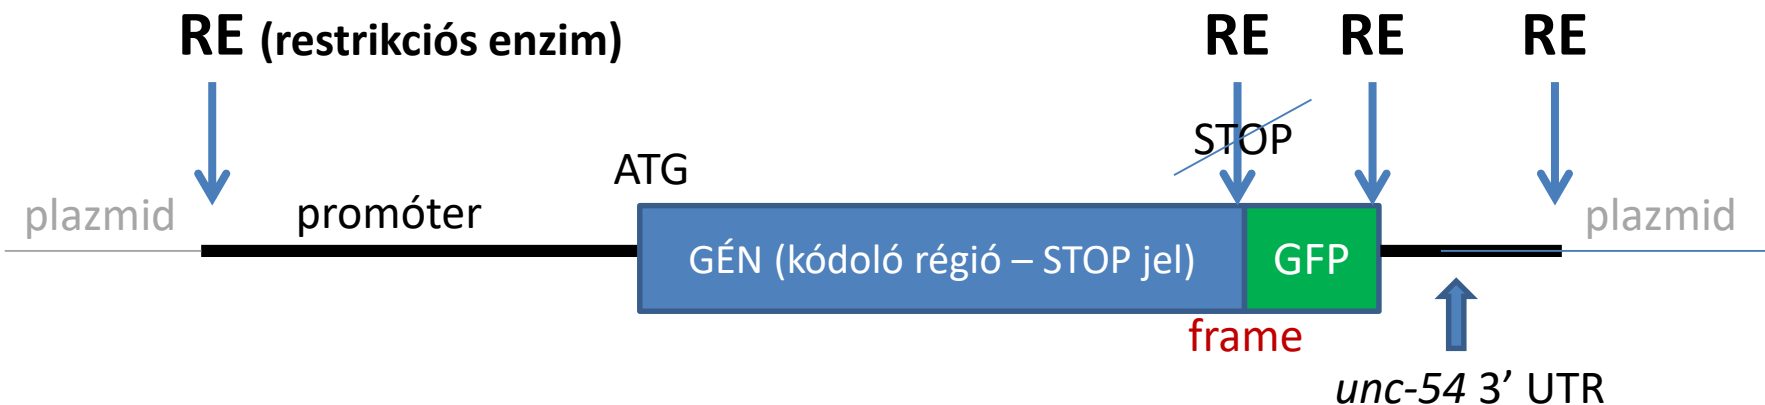 RE (restrikciós enzim)
RE
RE
RE
STOP
ATG
plazmid
promóter
plazmid
GÉN (kódoló régió – STOP jel)
GFP
frame
unc-54 3’ UTR